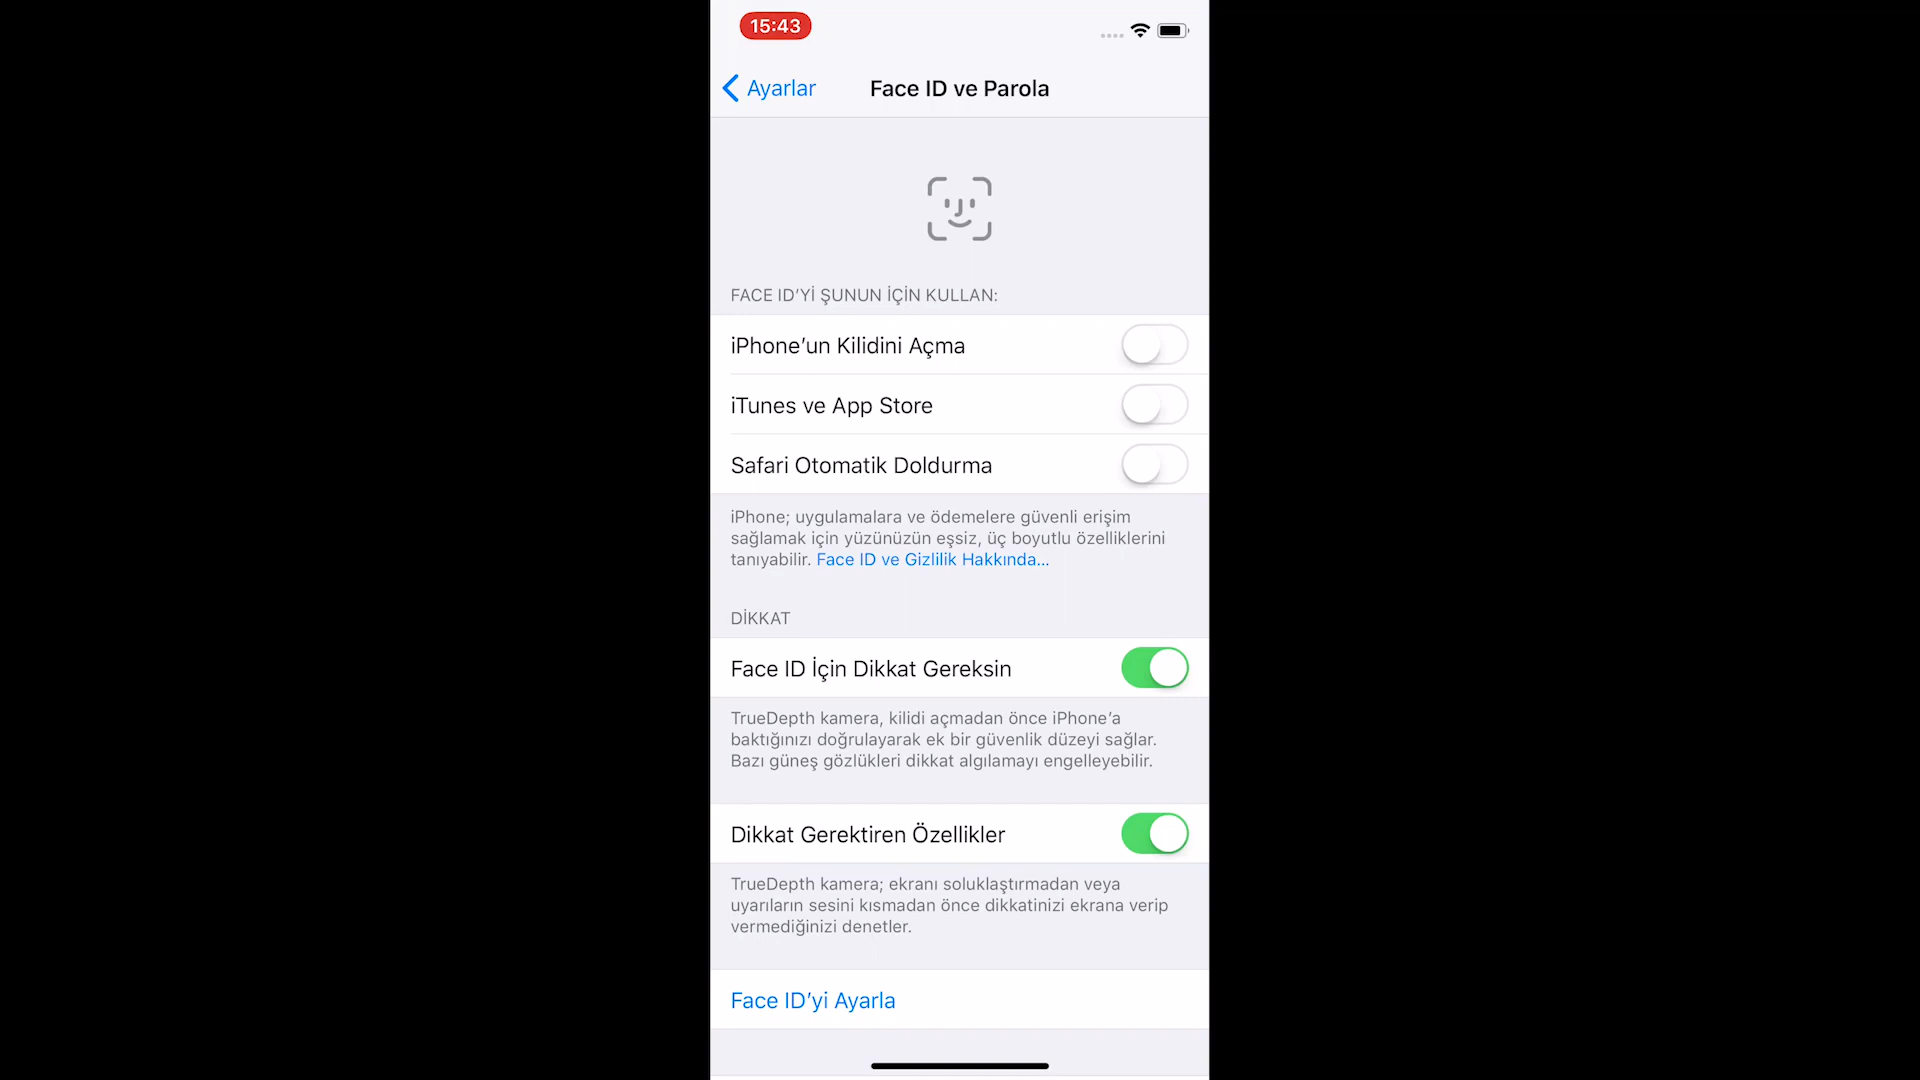 15:43
Ayarlar
Face ID ve Parola
FACE ID’Yİ ŞUNUN İÇİN KULLAN:
iPhone’un Kilidini Açma
iTunes ve App Store
Safari Otomatik Doldurma
iPhone; uygulamalara ve ödemelere güvenli erişim
sağlamak için yüzünüzün eşsiz, üç boyutlu özelliklerini
tanıyabilir. Face ID ve Gizlilik Hakkında...
DİKKAT
Face ID İçin Dikkat Gereksin
TrueDepth kamera, kilidi açmadan önce iPhone’a
baktığınızı doğrulayarak ek bir güvenlik düzeyi sağlar.
Bazı güneş gözlükleri dikkat algılamayı engelleyebilir.
Dikkat Gerektiren Özellikler
TrueDepth kamera; ekranı soluklaştırmadan veya
uyarıların sesini kısmadan önce dikkatinizi ekrana verip
vermediğinizi denetler.
Face ID’yi Ayarla